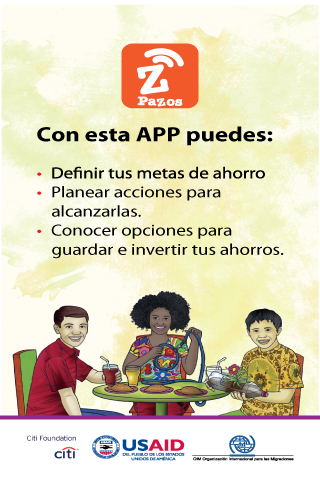 Z
PaZos
Con esta APP puedes:
• Definir tus metas de ahorro
• Planear acciones para
alcanzarlas.
• Conocer opciones para
guardar e invertir tus ahorros.
Citi Foundation
citi
USAID
DEL PUEBLO DE LOS ESTADOS
UNIDOS DE AMÉRICA
OIM Organización Internacional para las Migraciones